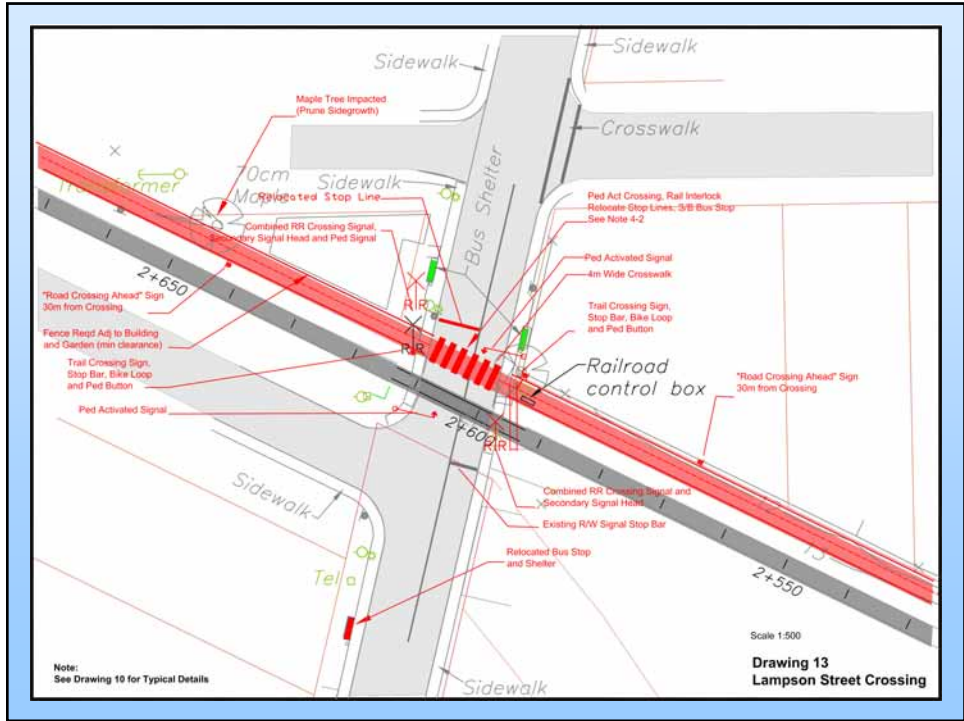 Sidewalk
Sidewalk
Maple Tree Impacted
(Prune Sidegrowth)
Crosswalk
Transformer
70cm
Maple
Sidewalk
Relocated Stop Line
Bus Shelter
Ped Act Crossing, Rail Interlock
Relocate Stop Lines, S/B Bus Stop
See Note 4-2
Combined RR Crossing Signal,
Secondary Signal Head and Ped Signal
Ped Activated Signal
4m Wide Crosswalk
2+650
"Road Crossing Ahead" Sign
30m from Crossing
R R
Trail Crossing Sign,
Stop Bar, Bike Loop
and Ped Button
Fence Reqd Adj to Building
and Garden (min clearance)
R R
Trail Crossing Sign,
Stop Bar, Bike Loop
and Ped Button
Railroad
control box
"Road Crossing Ahead" Sign
30m from Crossing
Ped Activated Signal
2+600
R R
Sidewalk
Combined RR Crossing Signal and
Secondary Signal Head
Existing R/W Signal Stop Bar
12
13
Relocated Bus Stop
and Shelter
Tel
2+550
Scale 1:500
Note:
See Drawing 10 for Typical Details
Drawing 13
Lampson Street Crossing
Sidewalk